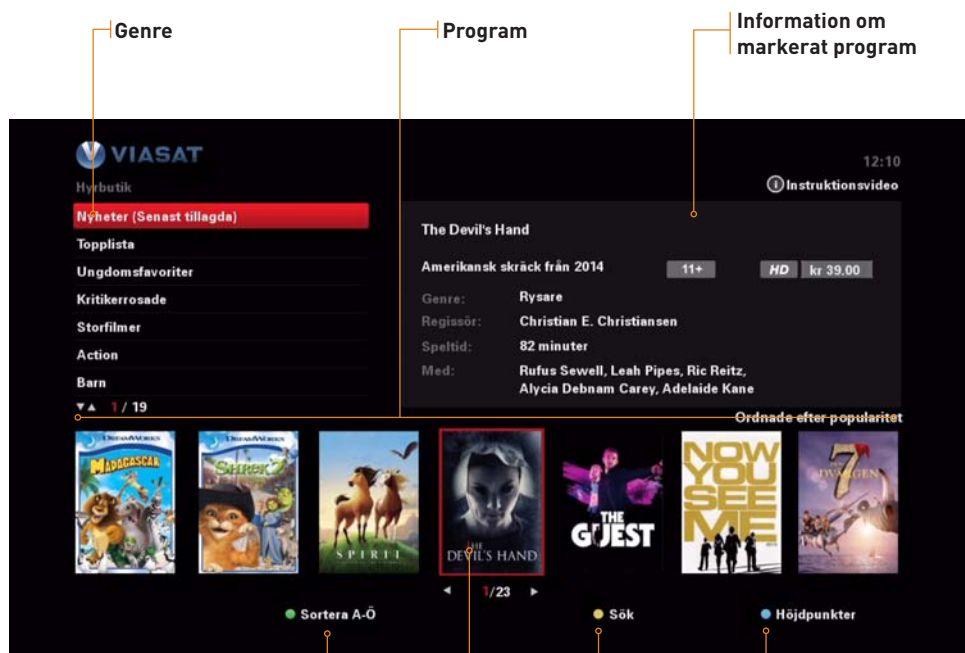 Genre
Program
Information om
markerat program
VIASAT
12:10
Hyrbutik
i Instruktionsvideo
Nyheter (Senast tillagda)
Topplista
Ungdomsfavoriter
Kritikerrosade
Storfilmer
Action
Barn
1 / 19
The Devil's Hand
Amerikansk skräck från 2014 11+ HD kr 39.00
Genre: Rysare
Regissör: Christian E. Christiansen
Speltid: 82 minuter
Med: Rufus Sewell, Leah Pipes, Ric Reitz,
Alycia Debnam Carey, Adelaide Kane
Ordnade efter popularitet
DREAMWORKS
MADAGASCAR
DREAMWORKS
SHREK 2
SPIRIT
THE
DEVIL'S HAND
THE
GUEST
NOW
YOU
SEE
ME
7
DVÄRGEN
1/23
Sortera A-Ö
Sök
Höjdpunkter